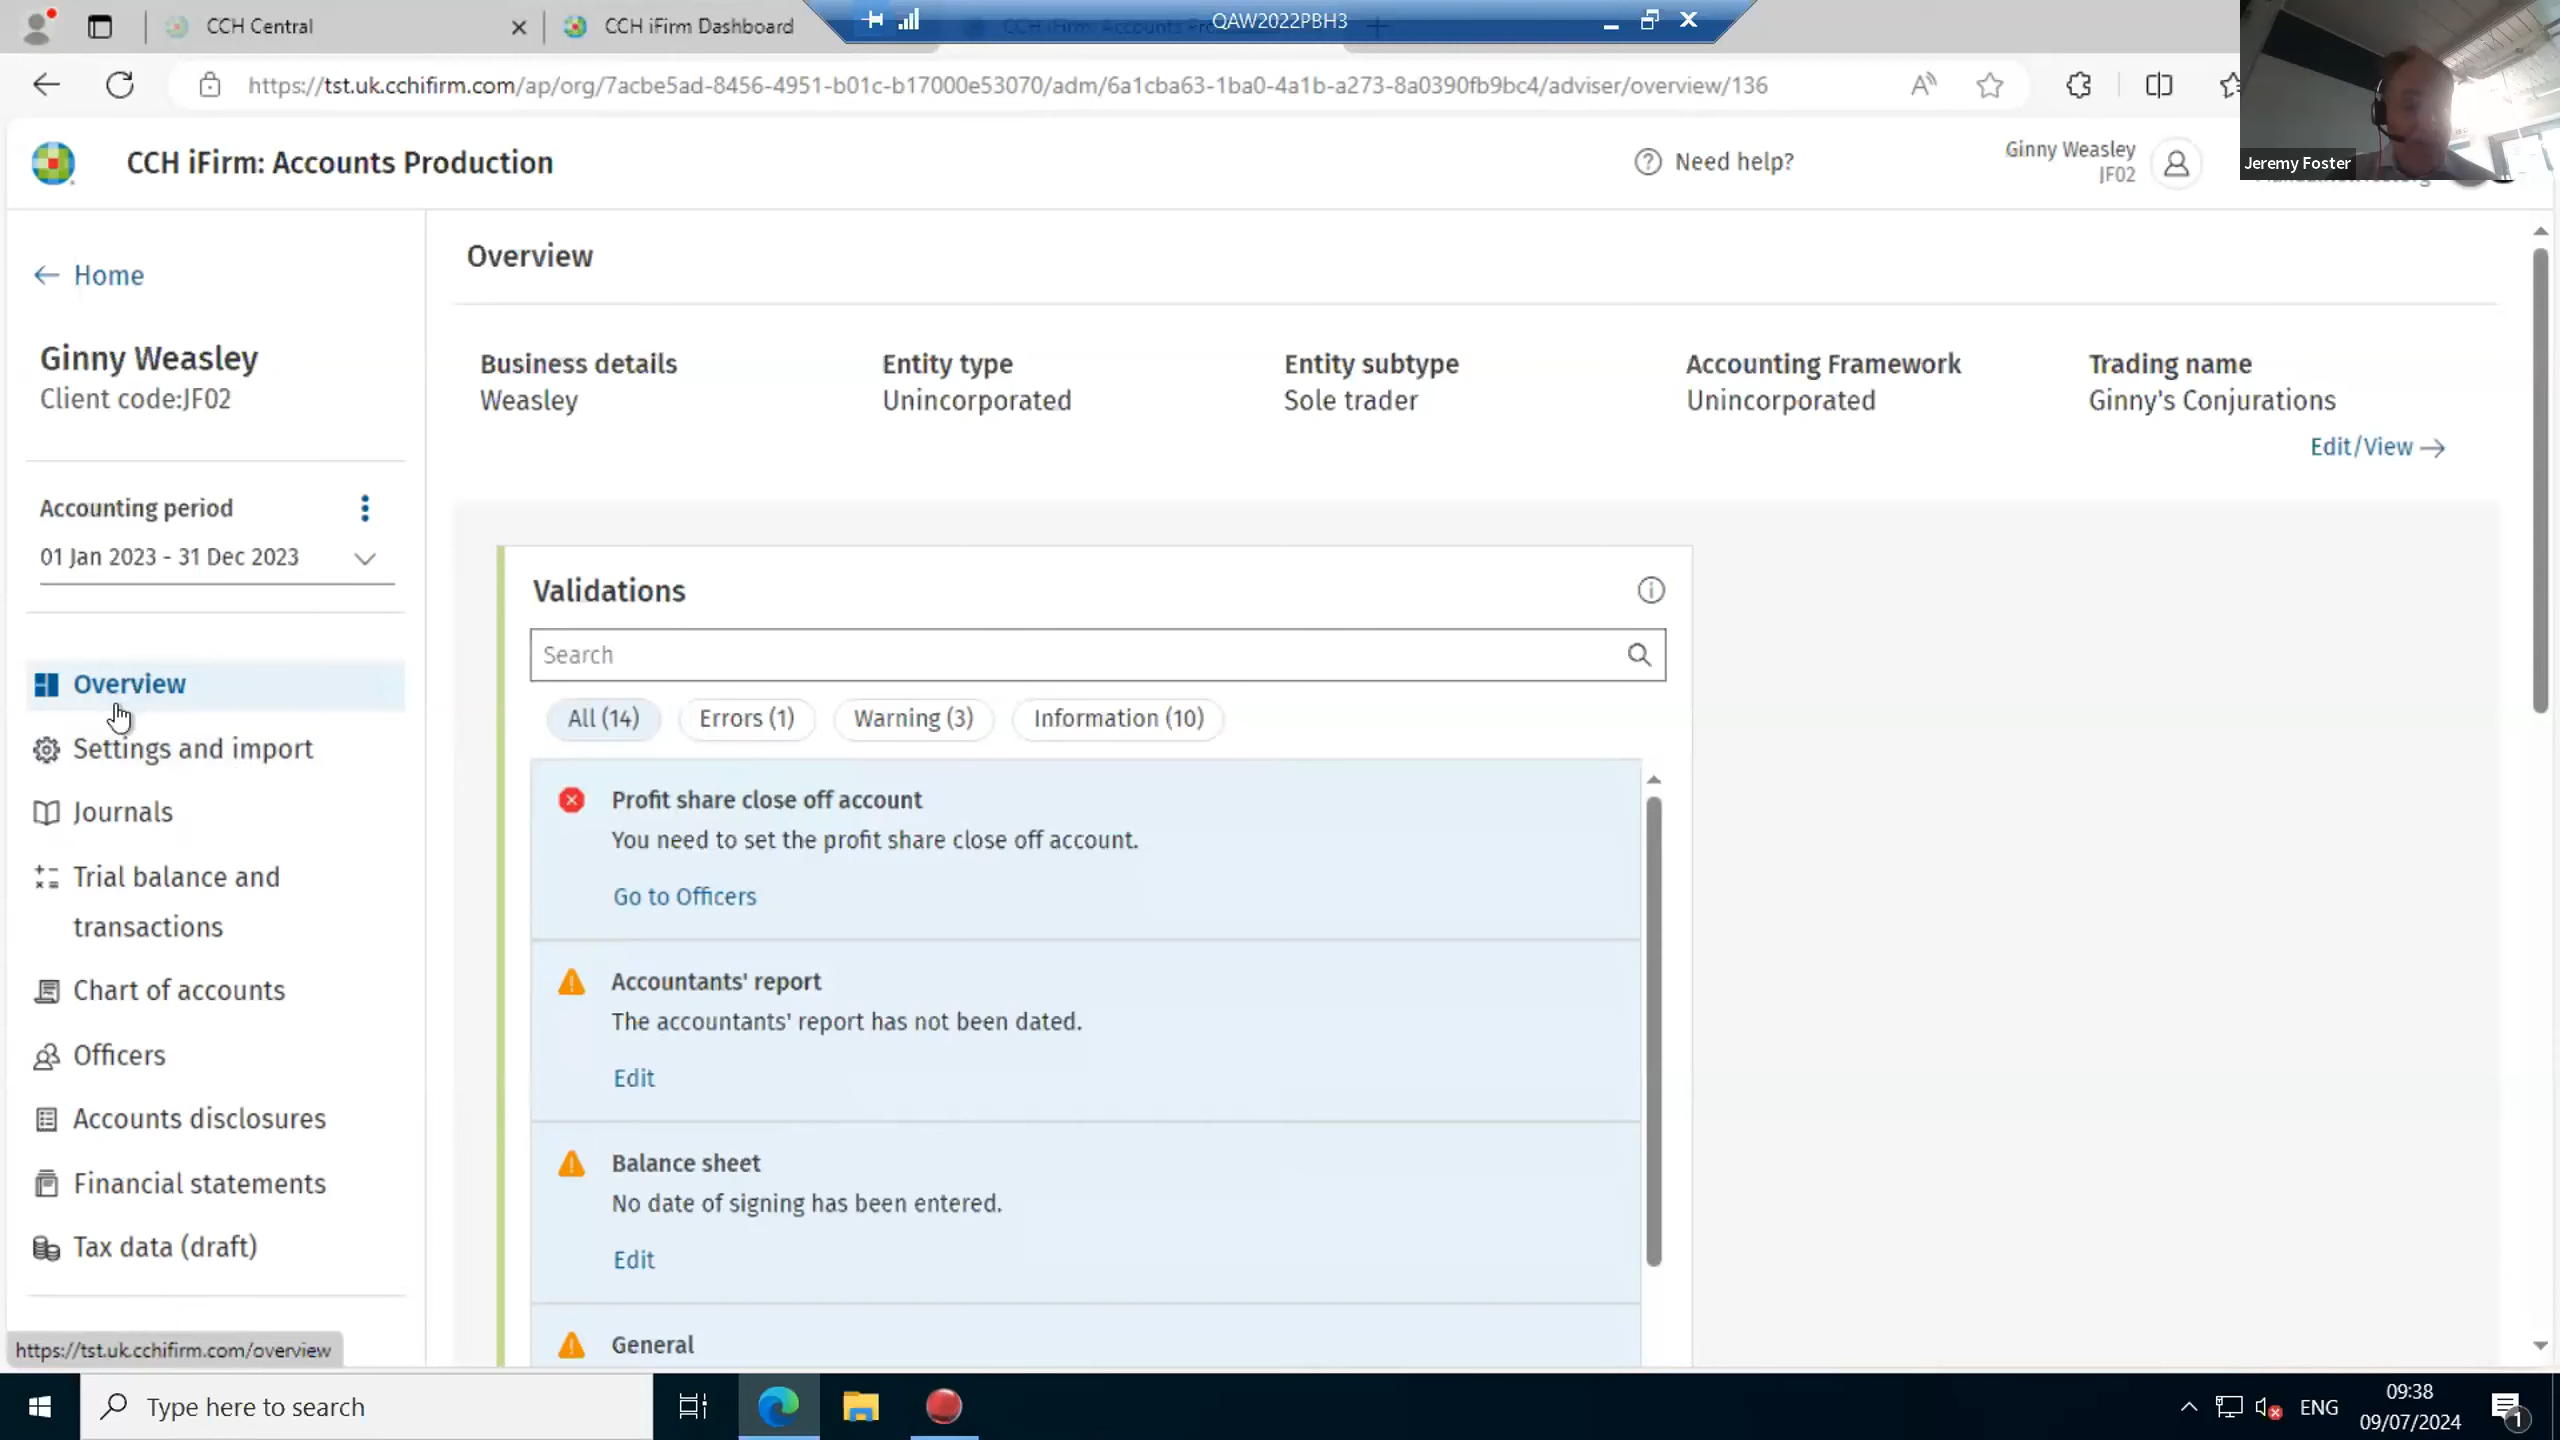 CCH Central
CCH iFirm Dashboard
QAW2022PBH3
https://tst.uk.cchifirm.com/ap/org/7acbe5ad-8456-4951-b01c-b17000e53070/adm/6a1cba63-1ba0-4a1b-a273-8a0390fb9bc4/adviser/overview/136
CCH iFirm: Accounts Production
Need help?
Ginny Weasley
JF02
Jeremy Foster
Home
Ginny Weasley
Client code:JF02
Accounting period
01 Jan 2023 - 31 Dec 2023
Overview
Settings and import
Journals
Trial balance and
transactions
Chart of accounts
Officers
Accounts disclosures
Financial statements
Tax data (draft)
https://tst.uk.cchifirm.com/overview
Overview
Business details
Weasley
Entity type
Unincorporated
Entity subtype
Sole trader
Accounting Framework
Unincorporated
Trading name
Ginny's Conjurations
Edit/View
Validations
Search
All (14)
Errors (1)
Warning (3)
Information (10)
Profit share close off account
You need to set the profit share close off account.
Go to Officers
Accountants' report
The accountants' report has not been dated.
Edit
Balance sheet
No date of signing has been entered.
Edit
General
Type here to search
ENG
09:38
09/07/2024
1